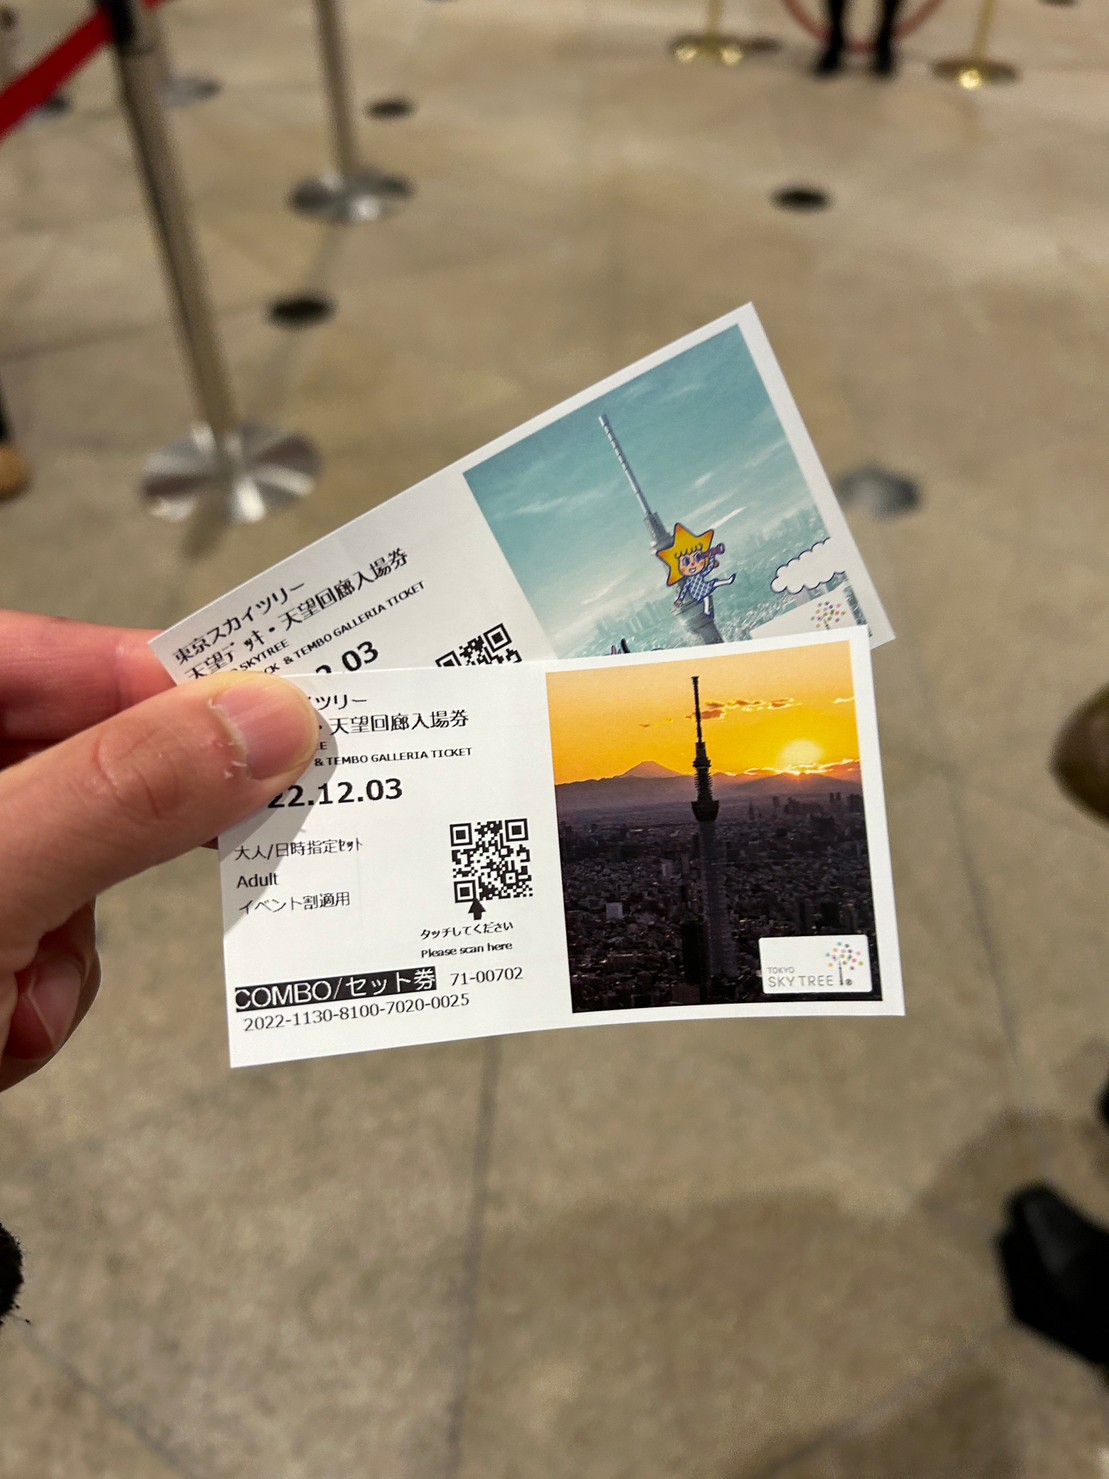 東京スカイツリー
天望デッキ・天望回廊入場券
SKYTREE
& TEMBO GALLERIA TICKET
.03
ツリー
・天望回廊入場券
& TEMBO GALLERIA TICKET
22.12.03
大人/日時指定ｾｯﾄ
Adult
イベント割適用
タッチしてください
Please scan here
COMBO/セット券 71-00702
2022-1130-8100-7020-0025
TOKYO
SKYTREE®